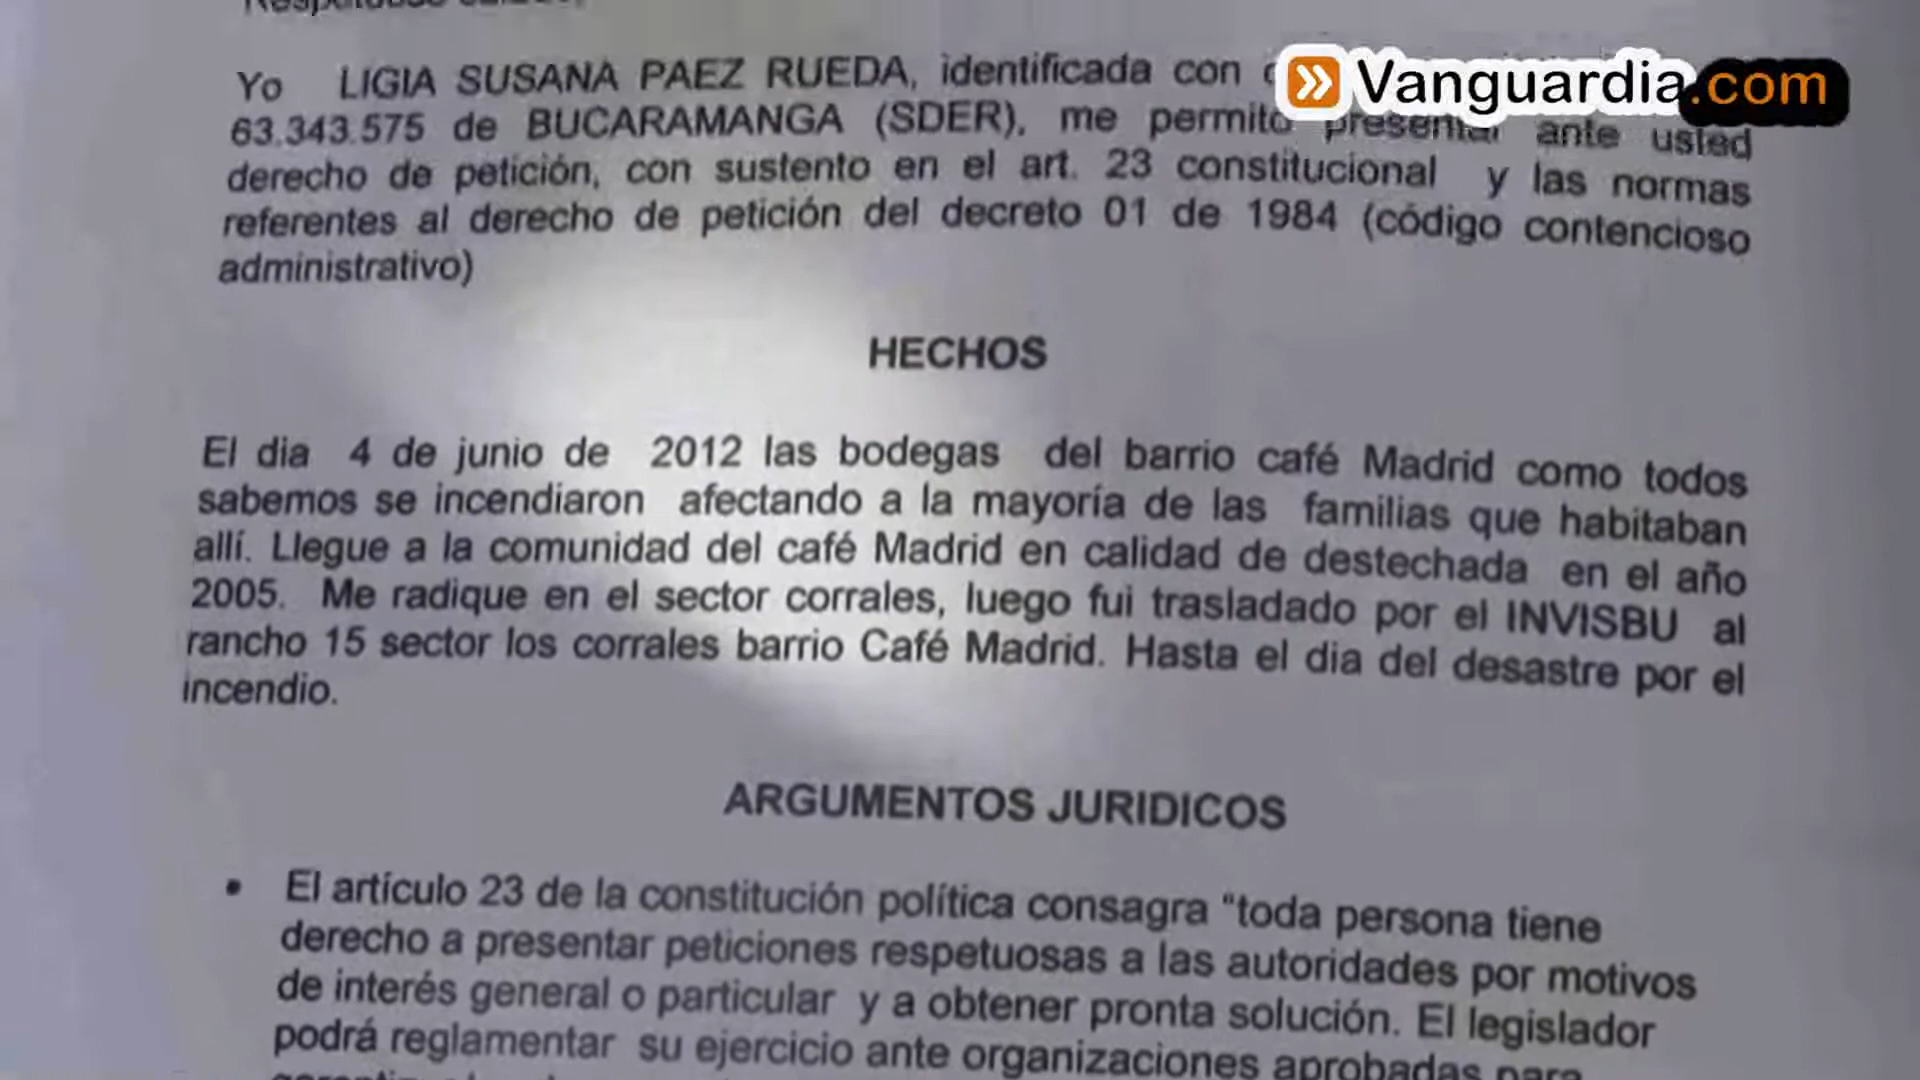 Yo LIGIA SUSANA PAEZ RUEDA, identificada con
Vanguardia.com
63.343.575 de BUCARAMANGA (SDER), me permito presentar ante usted
derecho de petición, con sustento en el art. 23 constitucional y las normas
referentes al derecho de petición del decreto 01 de 1984 (código contencioso
administrativo)
HECHOS
El dia 4 de junio de 2012 las bodegas del barrio café Madrid como todos
sabemos se incendiaron afectando a la mayoría de las familias que habitaban
allí. Llegue a la comunidad del café Madrid en calidad de destechada en el año
2005. Me radique en el sector corrales, luego fui trasladado por el INVISBU al
rancho 15 sector los corrales barrio Café Madrid. Hasta el dia del desastre por el
incendio.
ARGUMENTOS JURIDICOS
• El artículo 23 de la constitución política consagra "toda persona tiene
derecho a presentar peticiones respetuosas a las autoridades por motivos
de interés general o particular y a obtener pronta solución. El legislador
podrá reglamentar su ejercicio ante organizaciones aprobadas para